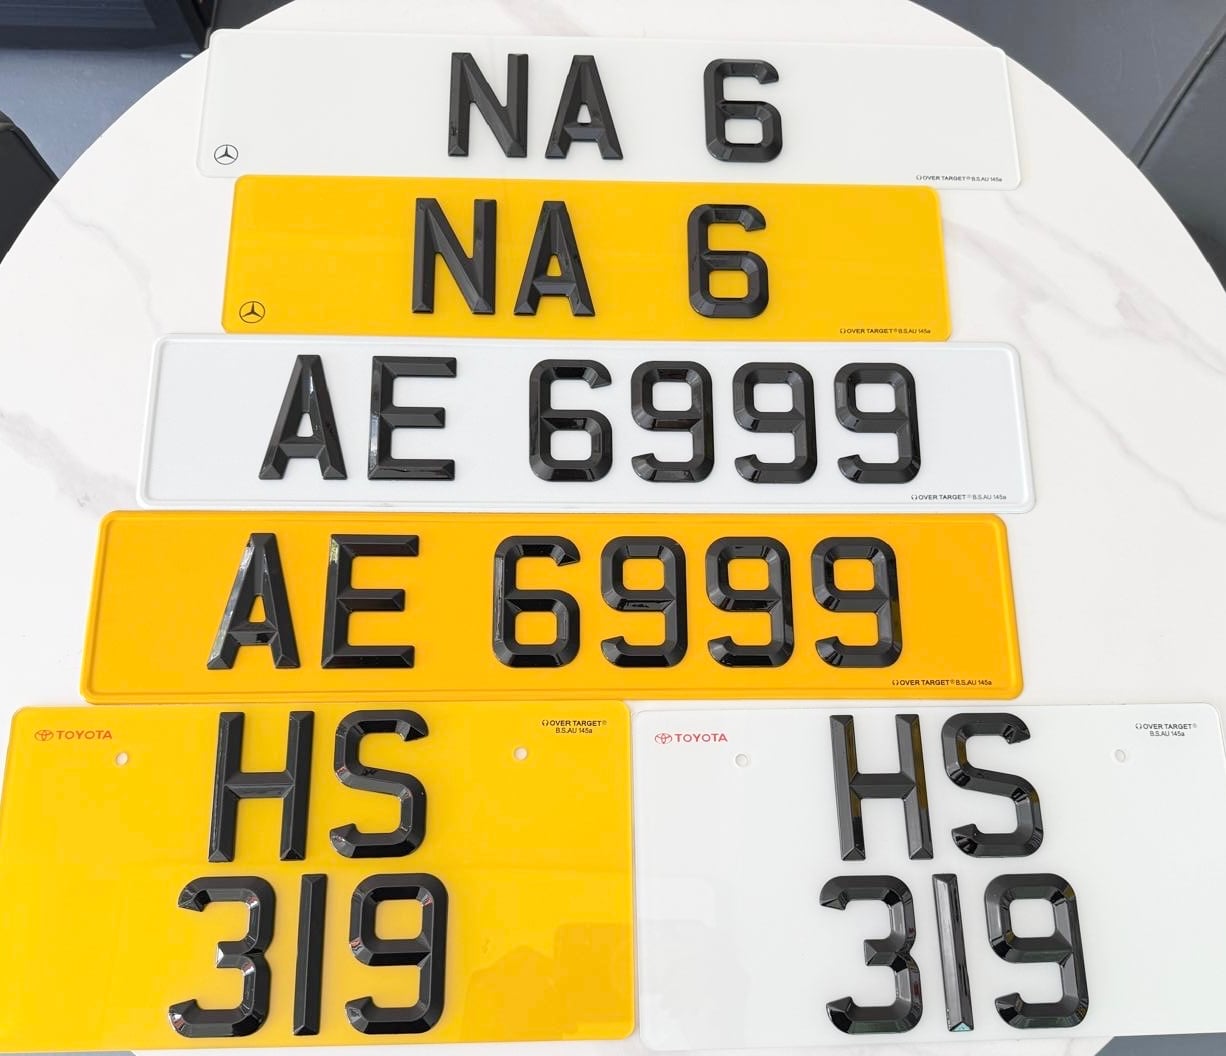 NA 6
OVER TARGET® B.S.AU 145a
NA 6
OVER TARGET® B.S.AU 145a
AE 6999
OVER TARGET® B.S.AU 145a
AE 6999
OVER TARGET® B.S.AU 145a
TOYOTA
OVER TARGET®
B.S.AU 145a
HS
319
TOYOTA
OVER TARGET®
B.S.AU 145a
HS
319